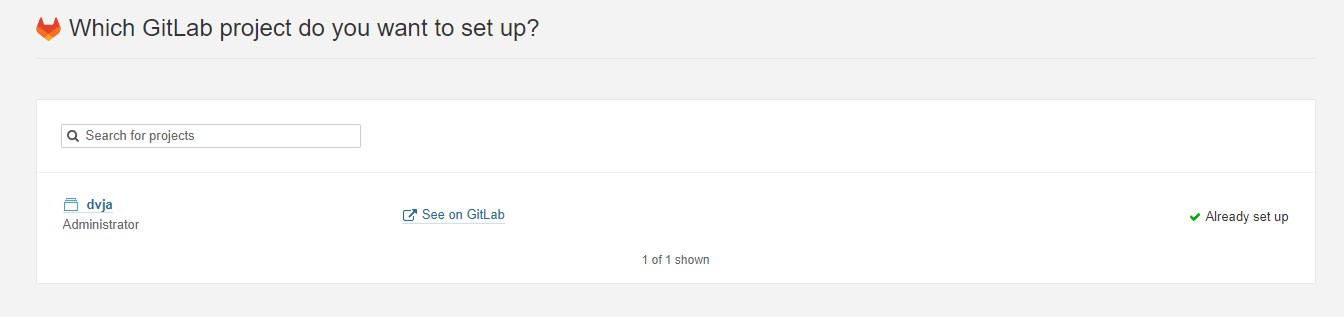 Which GitLab project do you want to set up?
Search for projects
dvja
Administrator
See on GitLab
Already set up
1 of 1 shown